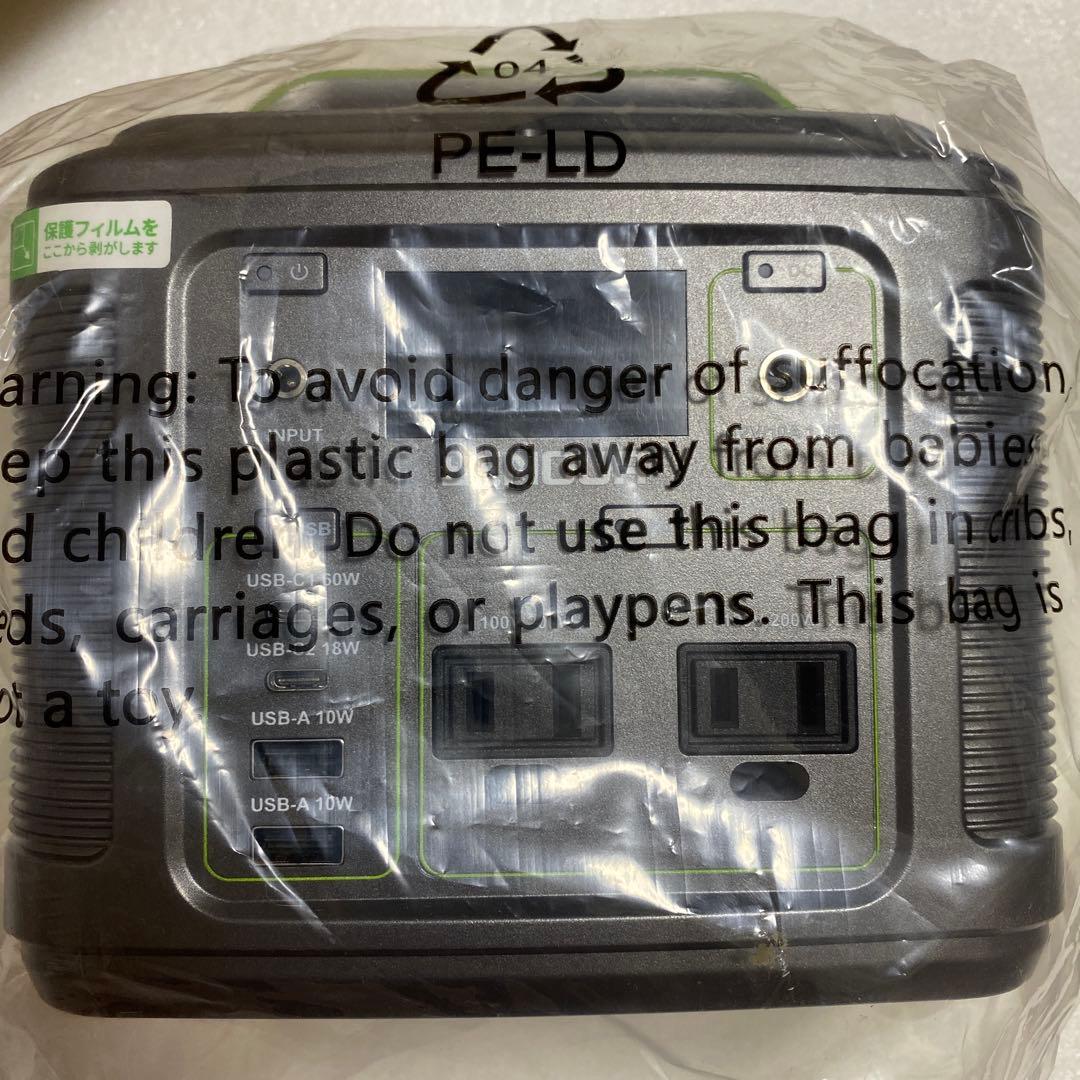 04
PE-LD
保護フィルムを
ここから剥がします
DC
arning: To avoid danger of suffocation,
INPUT
ep this plastic bag away from babies
d children. Do not use this bag in cribs,
USB-C1 60W
eds, carriages, or playpens. This bag is
100
200W
USB-C2 18W
ot a toy.
USB-A 10W
USB-A 10W